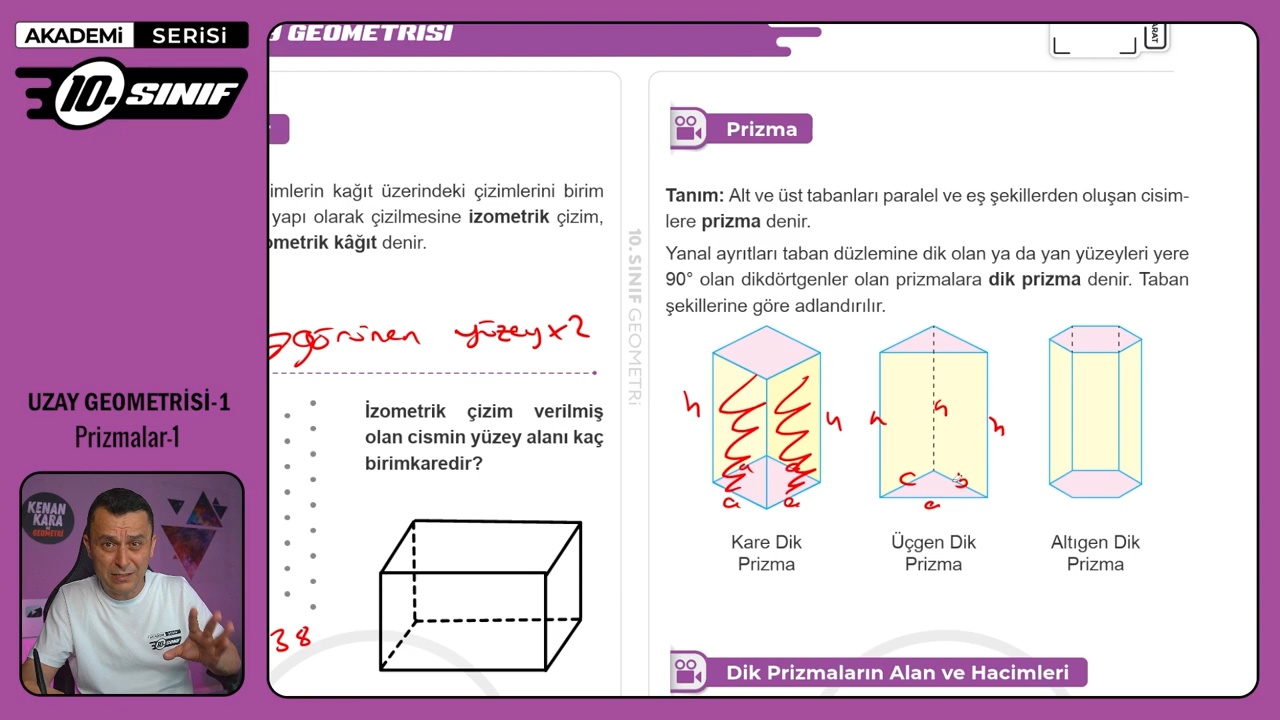 AKADEMİ SERİSİ
10. SINIF
UZAY GEOMETRİSİ-1
Prizmalar-1
KENAN
KARA
GEOMETRİ
10. SINIF
GEOMETRISI
imlerin kağıt üzerindeki çizimlerini birim
yapı olarak çizilmesine izometrik çizim,
ometrik kâğıt denir.
görünen yüzey x2
İzometrik çizim verilmiş
olan cismin yüzey alanı kaç
birimkaredir?
38
10. SINIF GEOMETRİ
Prizma
Tanım: Alt ve üst tabanları paralel ve eş şekillerden oluşan cisim-
lere prizma denir.
Yanal ayrıtları taban düzlemine dik olan ya da yan yüzeyleri yere
90° olan dikdörtgenler olan prizmalara dik prizma denir. Taban
şekillerine göre adlandırılır.
h h h h h
a a c b
a a a
Kare Dik
Prizma
Üçgen Dik
Prizma
Altıgen Dik
Prizma
Dik Prizmaların Alan ve Hacimleri